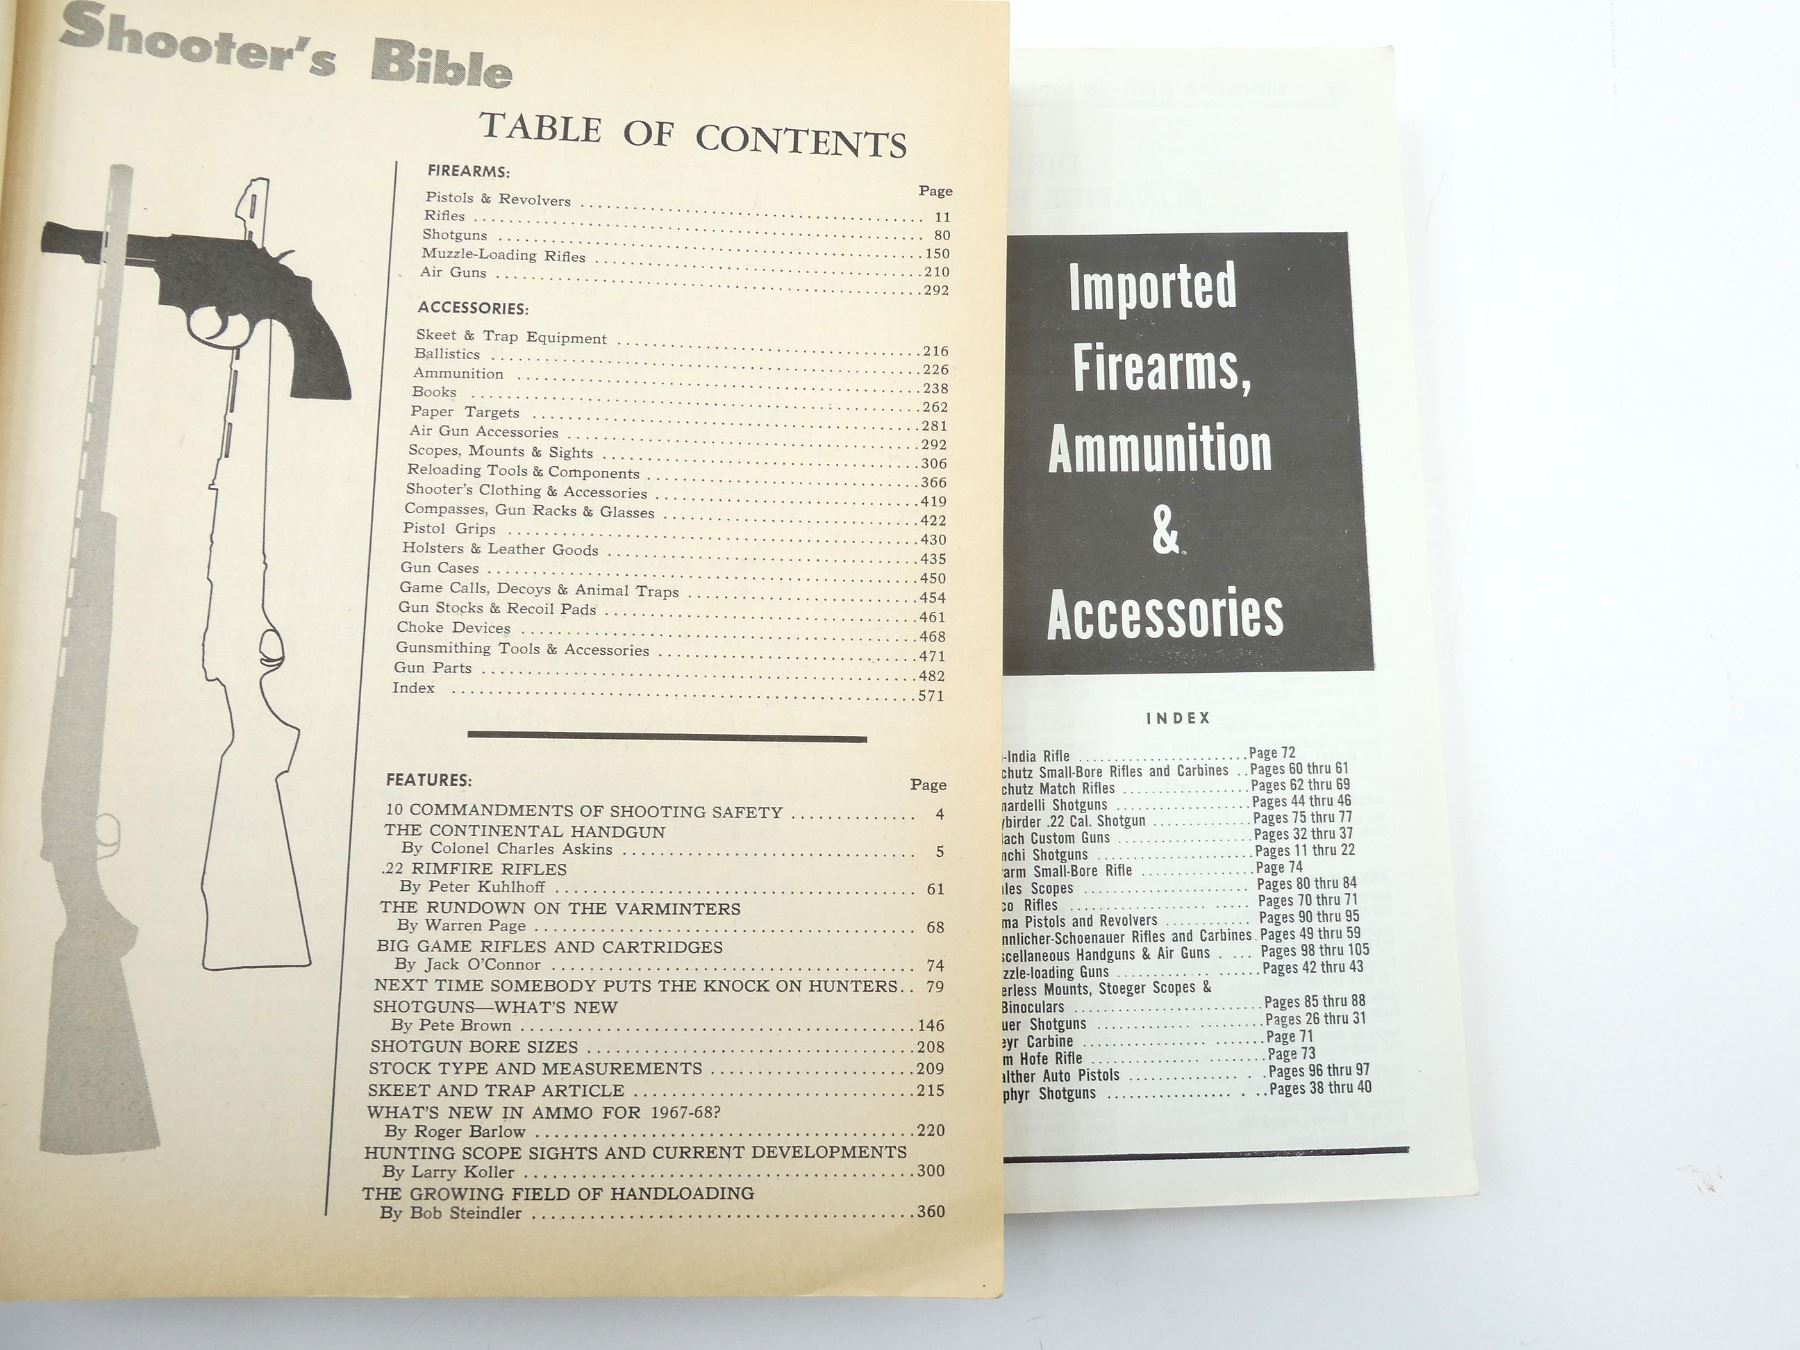 Shooter's Bible
TABLE OF CONTENTS
FIREARMS:
Page
Pistols & Revolvers ........ 11
Rifles ........ 80
Shotguns ........ 150
Muzzle-Loading Rifles ........ 210
Air Guns ........ 292
ACCESSORIES:
Skeet & Trap Equipment ........ 216
Ballistics ........ 226
Ammunition ........ 238
Books ........ 262
Paper Targets ........ 281
Air Gun Accessories ........ 292
Scopes, Mounts & Sights ........ 306
Reloading Tools & Components ........ 366
Shooter's Clothing & Accessories ........ 419
Compasses, Gun Racks & Glasses ........ 422
Pistol Grips ........ 430
Holsters & Leather Goods ........ 435
Gun Cases ........ 450
Game Calls, Decoys & Animal Traps ........ 454
Gun Stocks & Recoil Pads ........ 461
Choke Devices ........ 468
Gunsmithing Tools & Accessories ........ 471
Gun Parts ........ 482
Index ........ 571
FEATURES:
Page
10 COMMANDMENTS OF SHOOTING SAFETY ........ 4
THE CONTINENTAL HANDGUN
By Colonel Charles Askins ........ 5
.22 RIMFIRE RIFLES
By Peter Kuhlhoff ........ 61
THE RUNDOWN ON THE VARMINTERS
By Warren Page ........ 68
BIG GAME RIFLES AND CARTRIDGES
By Jack O'Connor ........ 74
NEXT TIME SOMEBODY PUTS THE KNOCK ON HUNTERS.. 79
SHOTGUNS—WHAT'S NEW
By Pete Brown ........ 146
SHOTGUN BORE SIZES ........ 208
STOCK TYPE AND MEASUREMENTS ........ 209
SKEET AND TRAP ARTICLE ........ 215
WHAT'S NEW IN AMMO FOR 1967-68?
By Roger Barlow ........ 220
HUNTING SCOPE SIGHTS AND CURRENT DEVELOPMENTS
By Larry Koller ........ 300
THE GROWING FIELD OF HANDLOADING
By Bob Steindler ........ 360
Imported
Firearms,
Ammunition
&
Accessories
INDEX
-India Rifle ........ Page 72
chutz Small-Bore Rifles and Carbines .. Pages 60 thru 61
chutz Match Rifles ........ Pages 62 thru 69
nardelli Shotguns ........ Pages 44 thru 46
ybirder .22 Cal. Shotgun ........ Pages 75 thru 77
lach Custom Guns ........ Pages 32 thru 37
nchi Shotguns ........ Pages 11 thru 22
arm Small-Bore Rifle ........ Page 74
les Scopes ........ Pages 80 thru 84
co Rifles ........ Pages 70 thru 71
ma Pistols and Revolvers ........ Pages 90 thru 95
nnlicher-Schoenauer Rifles and Carbines. Pages 49 thru 59
scellaneous Handguns & Air Guns . ... Pages 98 thru 105
zzle-loading Guns ........ Pages 42 thru 43
erless Mounts, Stoeger Scopes &
Binoculars ........ Pages 85 thru 88
uer Shotguns ........ Pages 26 thru 31
eyr Carbine ........ Page 71
m Hofe Rifle ........ Page 73
alther Auto Pistols ........ Pages 96 thru 97
phyr Shotguns ........ Pages 38 thru 40